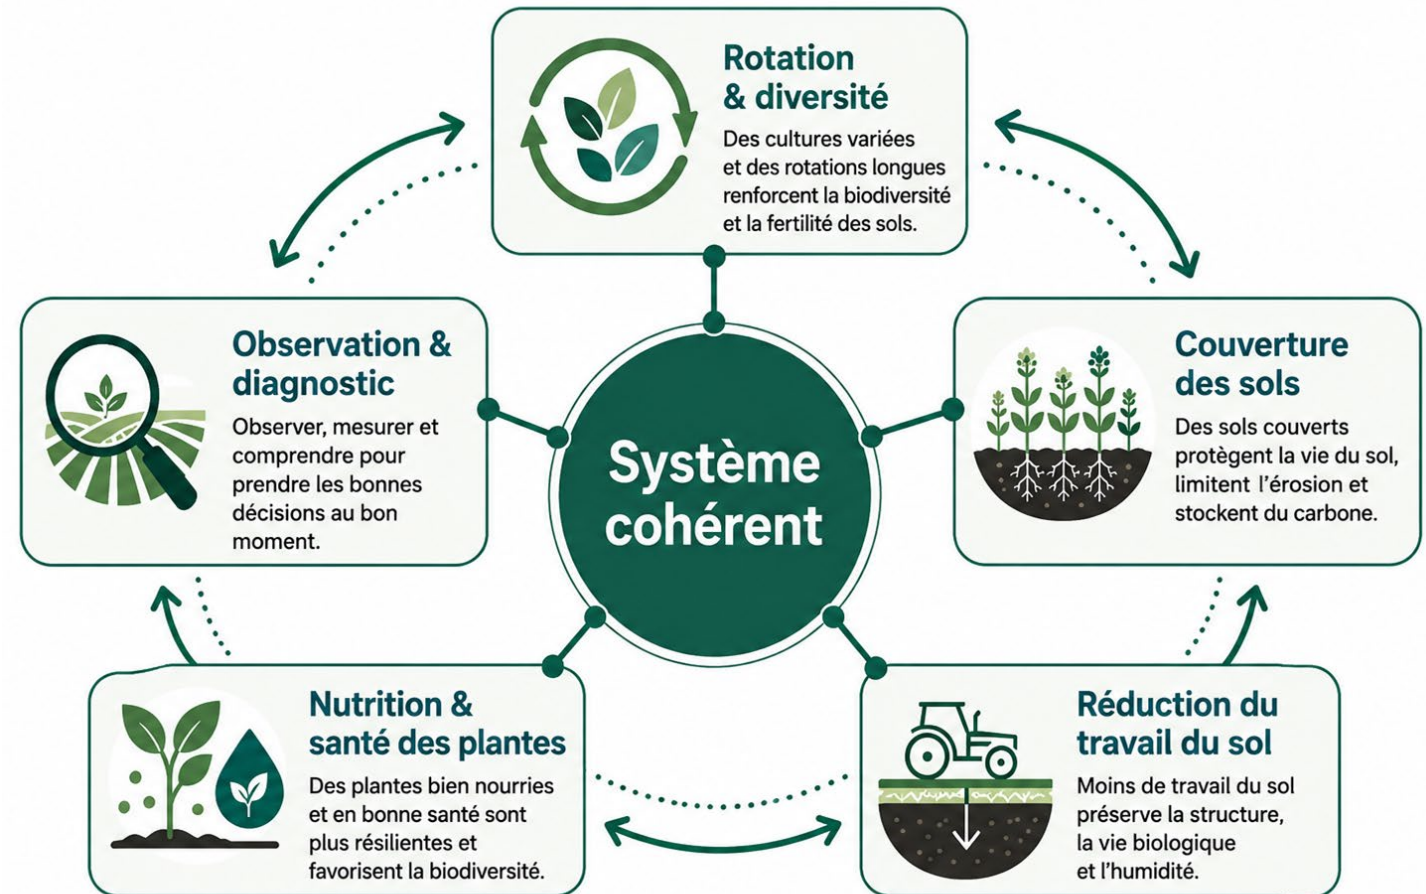 Rotation
& diversité
Des cultures variées
et des rotations longues
renforcent la biodiversité
et la fertilité des sols.
Observation &
diagnostic
Observer, mesurer et
comprendre pour
prendre les bonnes
décisions au bon
moment.
Système
cohérent
Couverture
des sols
Des sols couverts
protègent la vie du sol,
limitent l'érosion et
stockent du carbone.
Nutrition &
santé des plantes
Des plantes bien nourries
et en bonne santé sont
plus résilientes et
favorisent la biodiversité.
Réduction du
travail du sol
Moins de travail du sol
préserve la structure,
la vie biologique
et l'humidité.